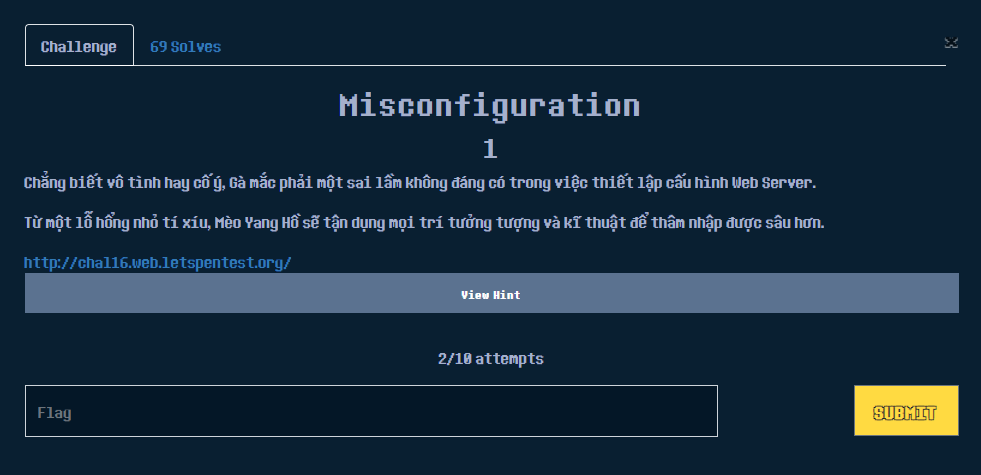 Challenge
69 Solves
Misconfiguration
1
Chẳng biết vô tình hay cố ý, Gà mắc phải một sai lầm không đáng có trong việc thiết lập cấu hình Web Server.
Từ một lỗ hổng nhỏ tí xíu, Mèo Yang Hồ sẽ tận dụng mọi trí tưởng tượng và kĩ thuật để thâm nhập được sâu hơn.
http://chal16.web.letspentest.org/
View Hint
2/10 attempts
Flag
SUBMIT